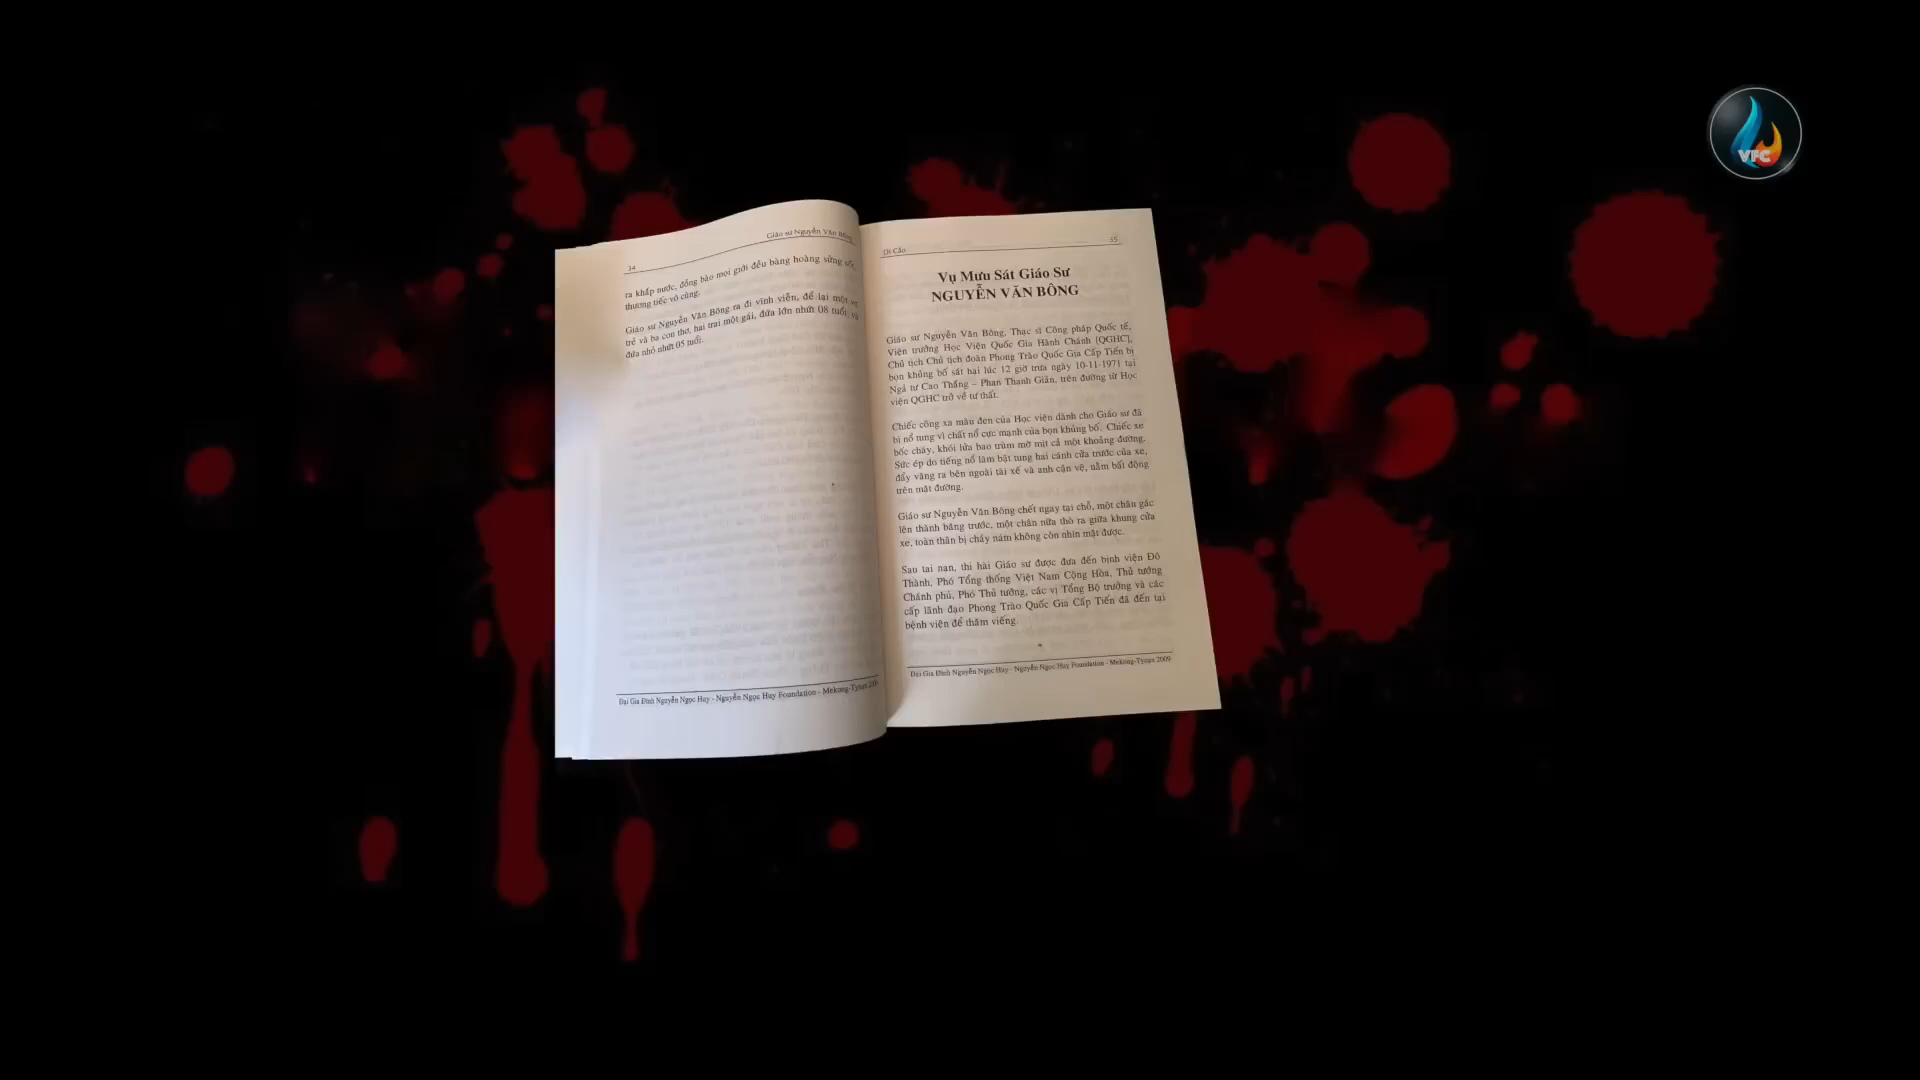 VFC
34
Giáo sư Nguyễn Văn Bông
ra khắp nước, đồng bào mọi giới đều bàng hoàng sững sốt,
thương tiếc vô cùng.
Giáo sư Nguyễn Văn Bông ra đi vĩnh viễn, để lại một vợ
trẻ và ba con thơ, hai trai một gái, đứa lớn nhứt 08 tuổi, và
đứa nhỏ nhứt 05 tuổi.
Đại Gia Đình Nguyễn Ngọc Huy - Nguyễn Ngọc Huy Foundation - Mekong-Tynan
Di Cảo
35
Vụ Mưu Sát Giáo Sư
NGUYỄN VĂN BÔNG
Giáo sư Nguyễn Văn Bông, Thạc sĩ Công pháp Quốc tế,
Viện trưởng Học Viện Quốc Gia Hành Chánh [QGHC],
Chủ tịch Chủ tịch đoàn Phong Trào Quốc Gia Cấp Tiến bị
bọn khủng bố sát hại lúc 12 giờ trưa ngày 10-11-1971 tại
Ngã tư Cao Thắng – Phan Thanh Giản, trên đường từ Học
viện QGHC trở về tư thất.
Chiếc công xa màu đen của Học viện dành cho Giáo sư đã
bị nổ tung vì chất nổ cực mạnh của bọn khủng bố. Chiếc xe
bốc cháy, khói lửa bao trùm mờ mịt cả một khoảng đường.
Sức ép do tiếng nổ làm bật tung hai cánh cửa trước của xe,
đẩy văng ra bên ngoài tài xế và anh cận vệ, nằm bất động
trên mặt đường.
Giáo sư Nguyễn Văn Bông chết ngay tại chỗ, một chân gác
lên thành băng trước, một chân nữa thò ra giữa khung cửa
xe, toàn thân bị cháy nám không còn nhìn mặt được.
Sau tai nạn, thi hài Giáo sư được đưa đến bịnh viện Đô
Thành, Phó Tổng thống Việt Nam Cộng Hòa, Thủ tướng
Chánh phủ, Phó Thủ tướng, các vị Tổng Bộ trưởng và các
cấp lãnh đạo Phong Trào Quốc Gia Cấp Tiến đã đến tại
bệnh viện để thăm viếng.
Đại Gia Đình Nguyễn Ngọc Huy - Nguyễn Ngọc Huy Foundation - Mekong-Tynan 2009